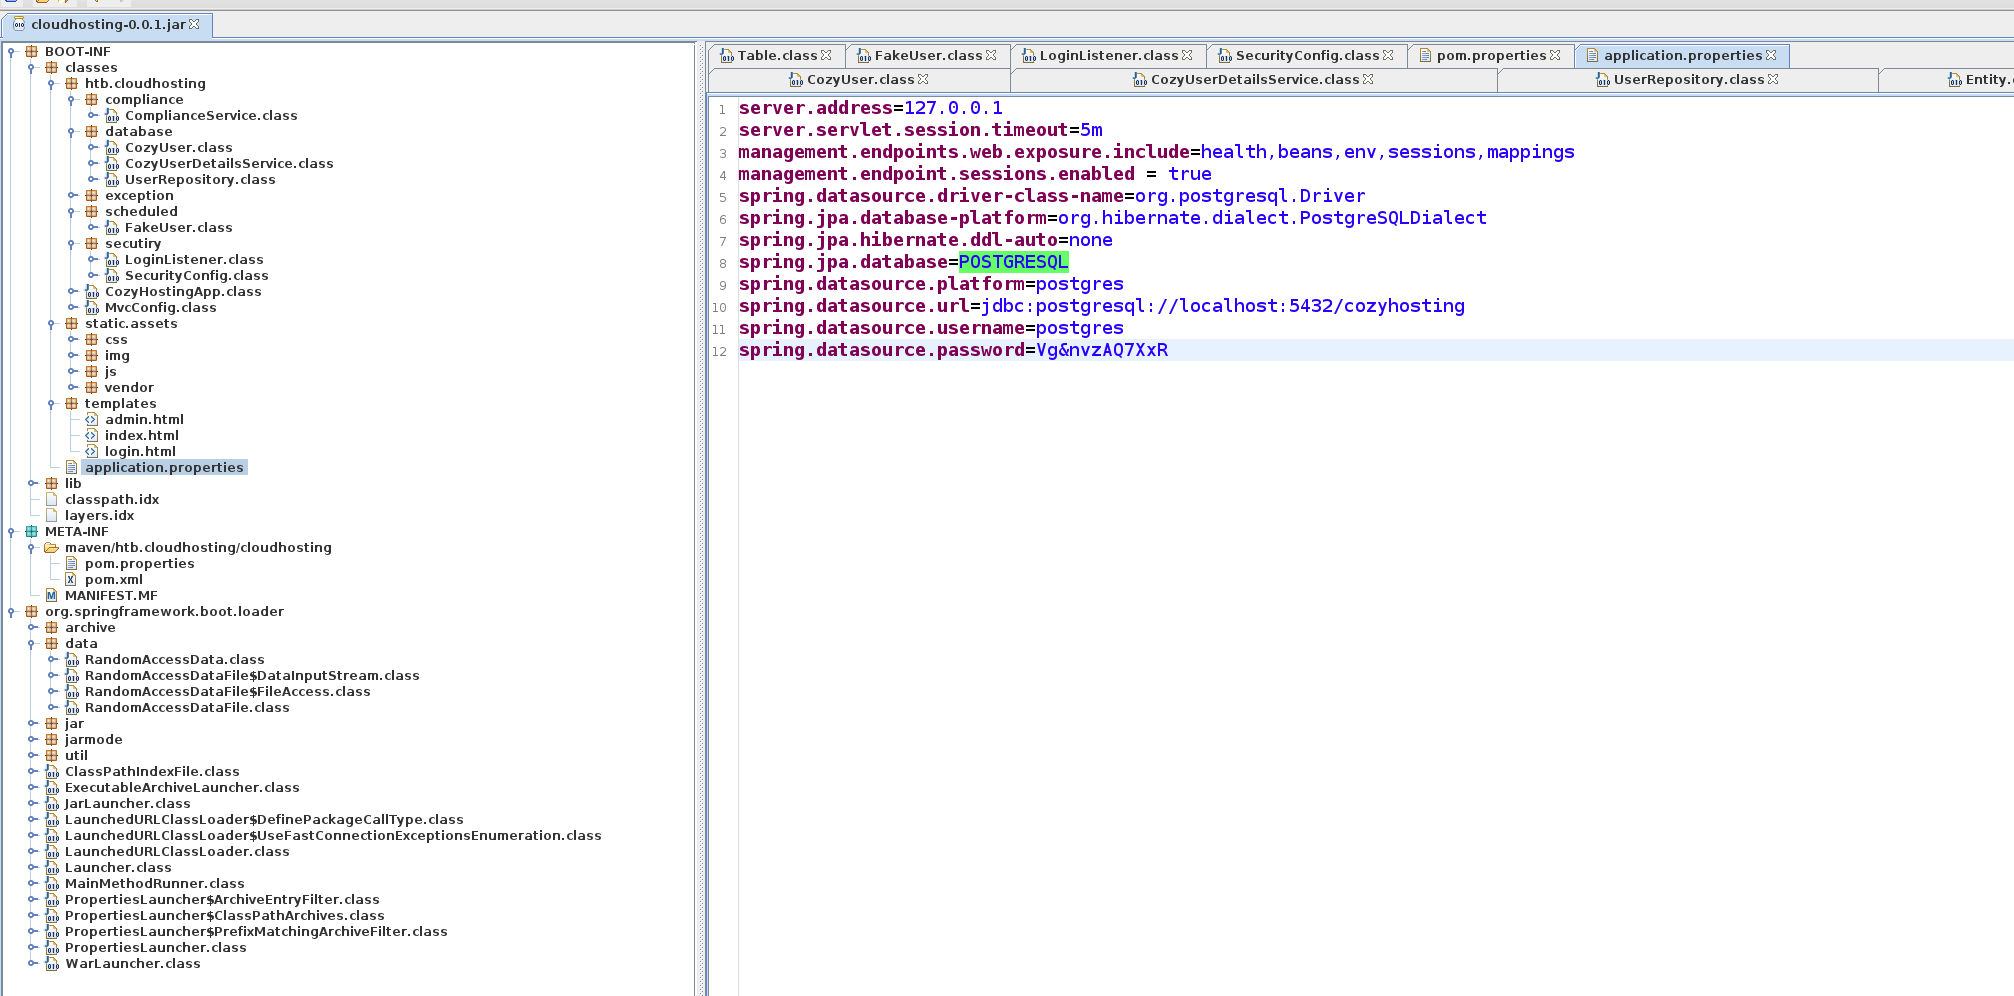 cloudhosting-0.0.1.jar
BOOT-INF
classes
htb.cloudhosting
compliance
ComplianceService.class
database
CozyUser.class
CozyUserDetailsService.class
UserRepository.class
exception
scheduled
FakeUser.class
secutiry
LoginListener.class
SecurityConfig.class
CozyHostingApp.class
MvcConfig.class
static.assets
css
img
js
vendor
templates
admin.html
index.html
login.html
application.properties
lib
classpath.idx
layers.idx
META-INF
maven/htb.cloudhosting/cloudhosting
pom.properties
pom.xml
MANIFEST.MF
org.springframework.boot.loader
archive
data
RandomAccessData.class
RandomAccessDataFile$DataInputStream.class
RandomAccessDataFile$FileAccess.class
RandomAccessDataFile.class
jar
jarmode
util
ClassPathIndexFile.class
ExecutableArchiveLauncher.class
JarLauncher.class
LaunchedURLClassLoader$DefinePackageCallType.class
LaunchedURLClassLoader$UseFastConnectionExceptionsEnumeration.class
LaunchedURLClassLoader.class
Launcher.class
MainMethodRunner.class
PropertiesLauncher$ArchiveEntryFilter.class
PropertiesLauncher$ClassPathArchives.class
PropertiesLauncher$PrefixMatchingArchiveFilter.class
PropertiesLauncher.class
WarLauncher.class
Table.class FakeUser.class LoginListener.class SecurityConfig.class pom.properties application.properties
CozyUser.class CozyUserDetailsService.class UserRepository.class Entity.
1 server.address=127.0.0.1
2 server.servlet.session.timeout=5m
3 management.endpoints.web.exposure.include=health,beans,env,sessions,mappings
4 management.endpoint.sessions.enabled = true
5 spring.datasource.driver-class-name=org.postgresql.Driver
6 spring.jpa.database-platform=org.hibernate.dialect.PostgreSQLDialect
7 spring.jpa.hibernate.ddl-auto=none
8 spring.jpa.database=POSTGRESQL
9 spring.datasource.platform=postgres
10 spring.datasource.url=jdbc:postgresql://localhost:5432/cozyhosting
11 spring.datasource.username=postgres
12 spring.datasource.password=Vg&nvzAQ7XxR